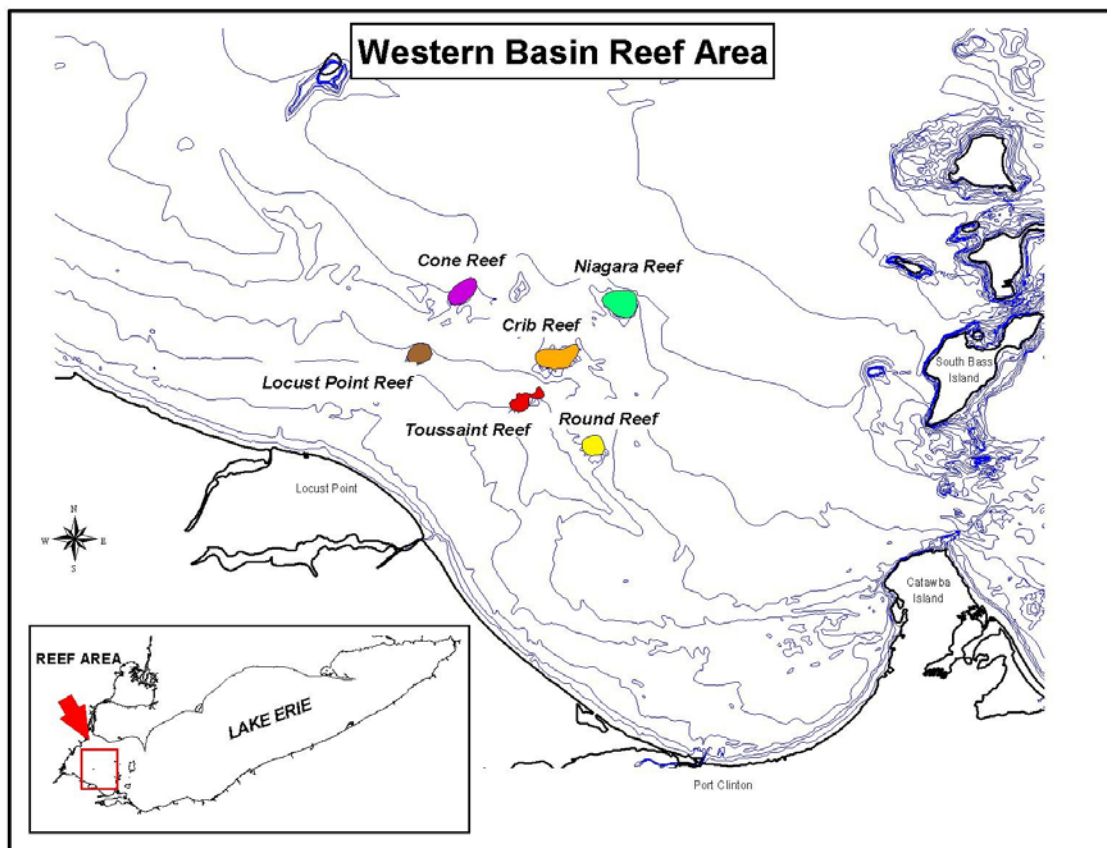 Western Basin Reef Area
Cone Reef
Niagara Reef
Crib Reef
Locust Point Reef
Toussaint Reef
Round Reef
South Bass
Island
Locust Point
N
W
E
S
Catawba
Island
REEF AREA
LAKE ERIE
Port Clinton